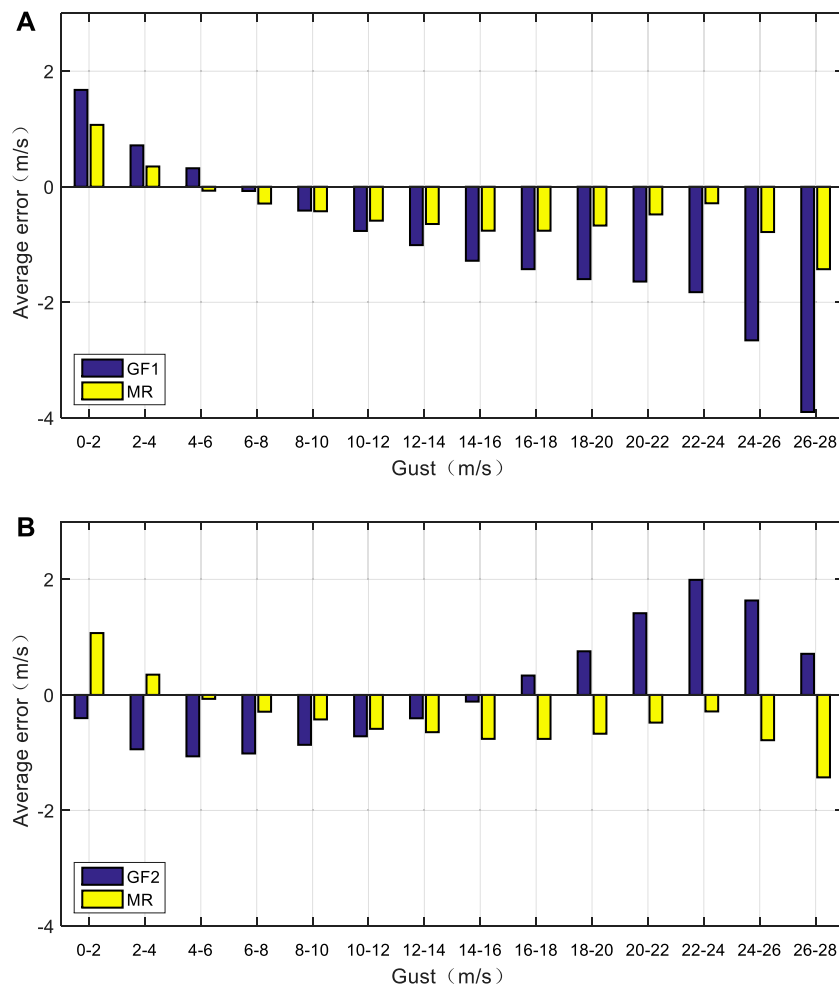 A
Average error（m/s）
2
0
-2
-4
GF1
MR
0-2 2-4 4-6 6-8 8-10 10-12 12-14 14-16 16-18 18-20 20-22 22-24 24-26 26-28
Gust（m/s）
B
Average error（m/s）
2
0
-2
-4
GF2
MR
0-2 2-4 4-6 6-8 8-10 10-12 12-14 14-16 16-18 18-20 20-22 22-24 24-26 26-28
Gust（m/s）